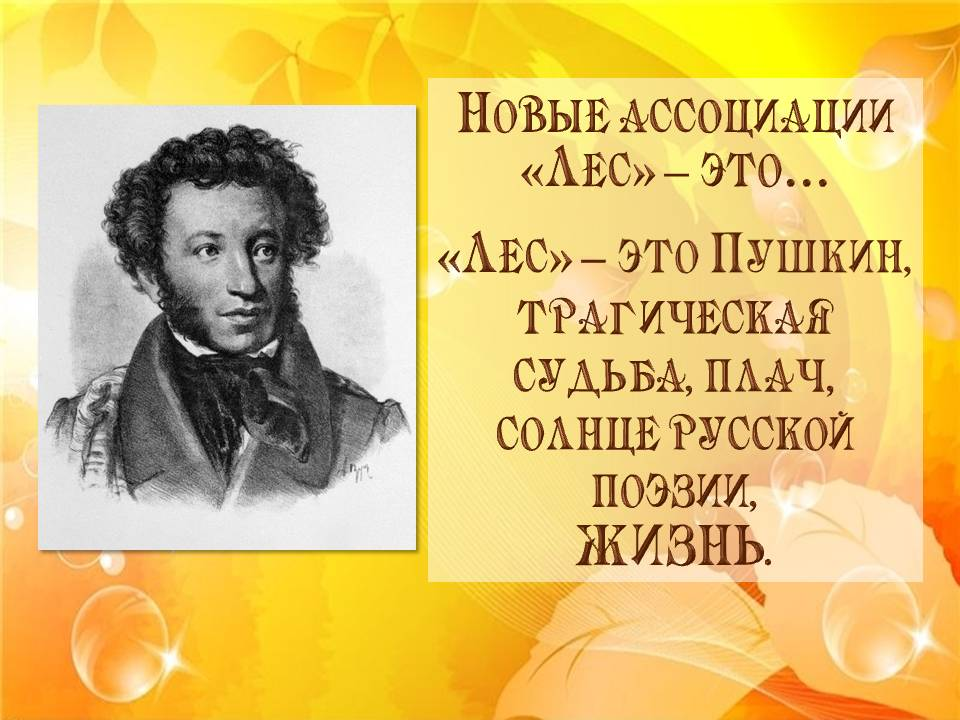 Новые ассоциации
«Лес» – это...
«Лес» – это Пушкин,
трагическая
судьба, плач,
солнце русской
поэзии,
ЖИЗНЬ.